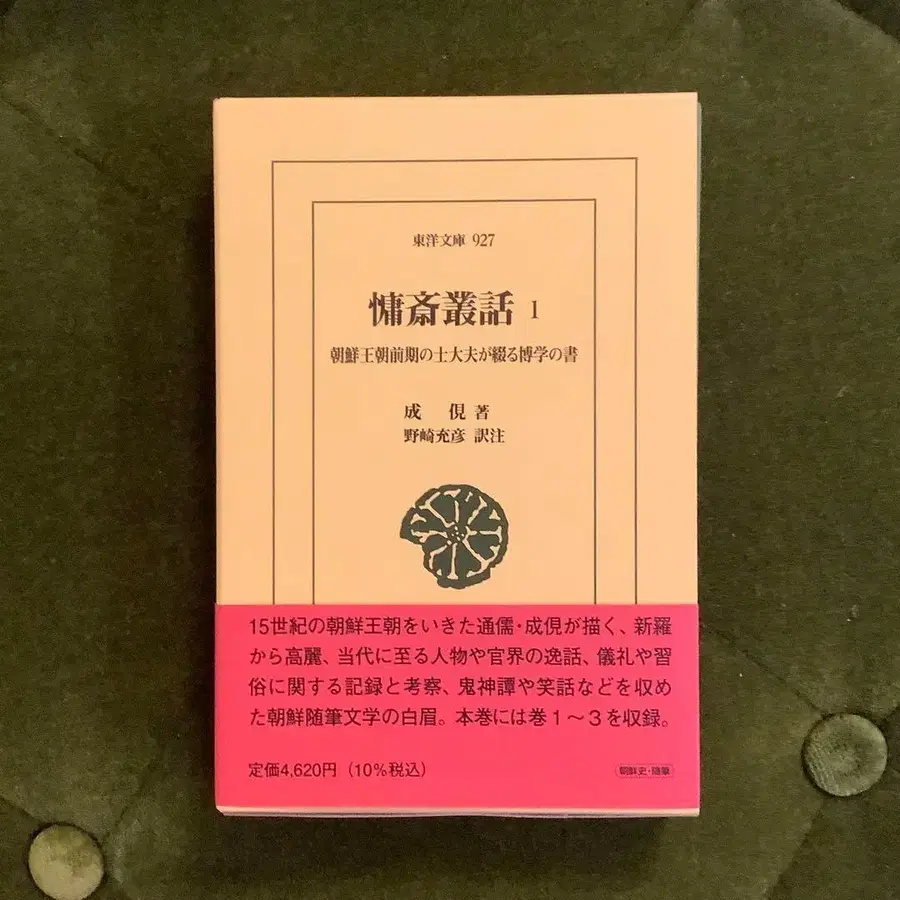 東洋文庫 927
慵斎叢話 1
朝鮮王朝前期の士大夫が綴る博学の書
成 俔 著
野崎充彦 訳注
15世紀の朝鮮王朝をいきた通儒・成俔が描く、新羅
から高麗、当代に至る人物や官界の逸話、儀礼や習
俗に関する記録と考察、鬼神譚や笑話などを収め
た朝鮮随筆文学の白眉。本巻には巻1〜3を収録。
定価4,620円（10%税込）
朝鮮史・随筆